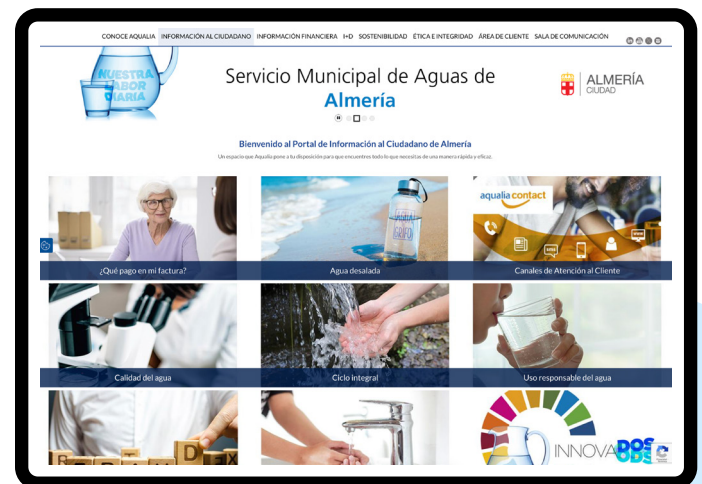 CONOCE AQUALIA INFORMACIÓN AL CIUDADANO INFORMACIÓN FINANCIERA I+D SOSTENIBILIDAD ÉTICA E INTEGRIDAD ÁREA DE CLIENTE SALA DE COMUNICACIÓN
NUESTRA
LABOR
DIARIA
Servicio Municipal de Aguas de
Almería
ALMERÍA
CIUDAD
Bienvenido al Portal de Información al Ciudadano de Almería
Un espacio que Aqualia pone a tu disposición para que encuentres todo lo que necesitas de una manera rápida y eficaz.
aqualia contact
¿Qué pago en mi factura?
Agua desalada
Canales de Atención al Cliente
Calidad del agua
Ciclo integral
Uso responsable del agua
INNOVA